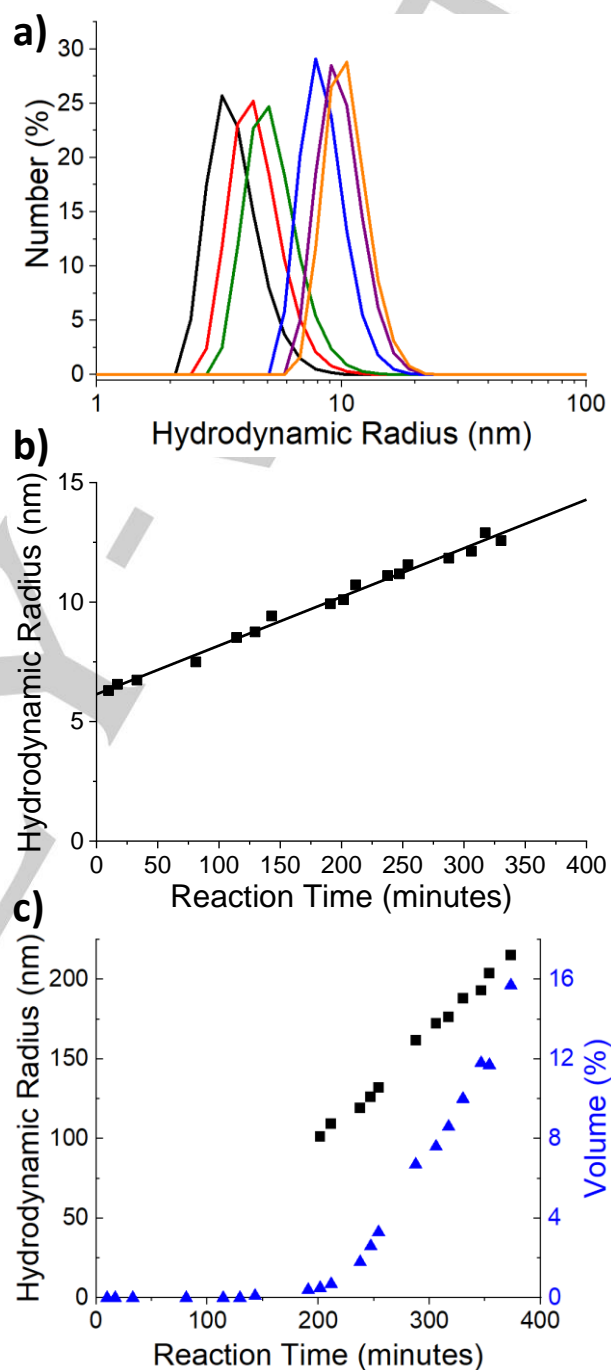 a)
Number (%)
30
25
20
15
10
5
0
1 10 100
Hydrodynamic Radius (nm)
b)
Hydrodynamic Radius (nm)
15
10
5
0
0 50 100 150 200 250 300 350 400
Reaction Time (minutes)
c)
Hydrodynamic Radius (nm)
200
150
100
50
0
16
12
8
4
0
Volume (%)
0 100 200 300 400
Reaction Time (minutes)